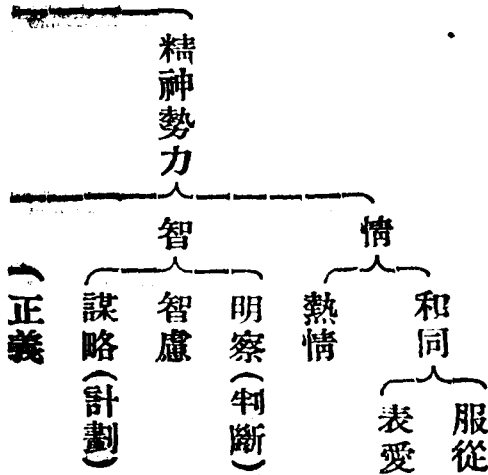 精神勢力
情
和同
服從
表愛
熱情
智
明察(判斷)
智慮
謀略(計劃)
正義